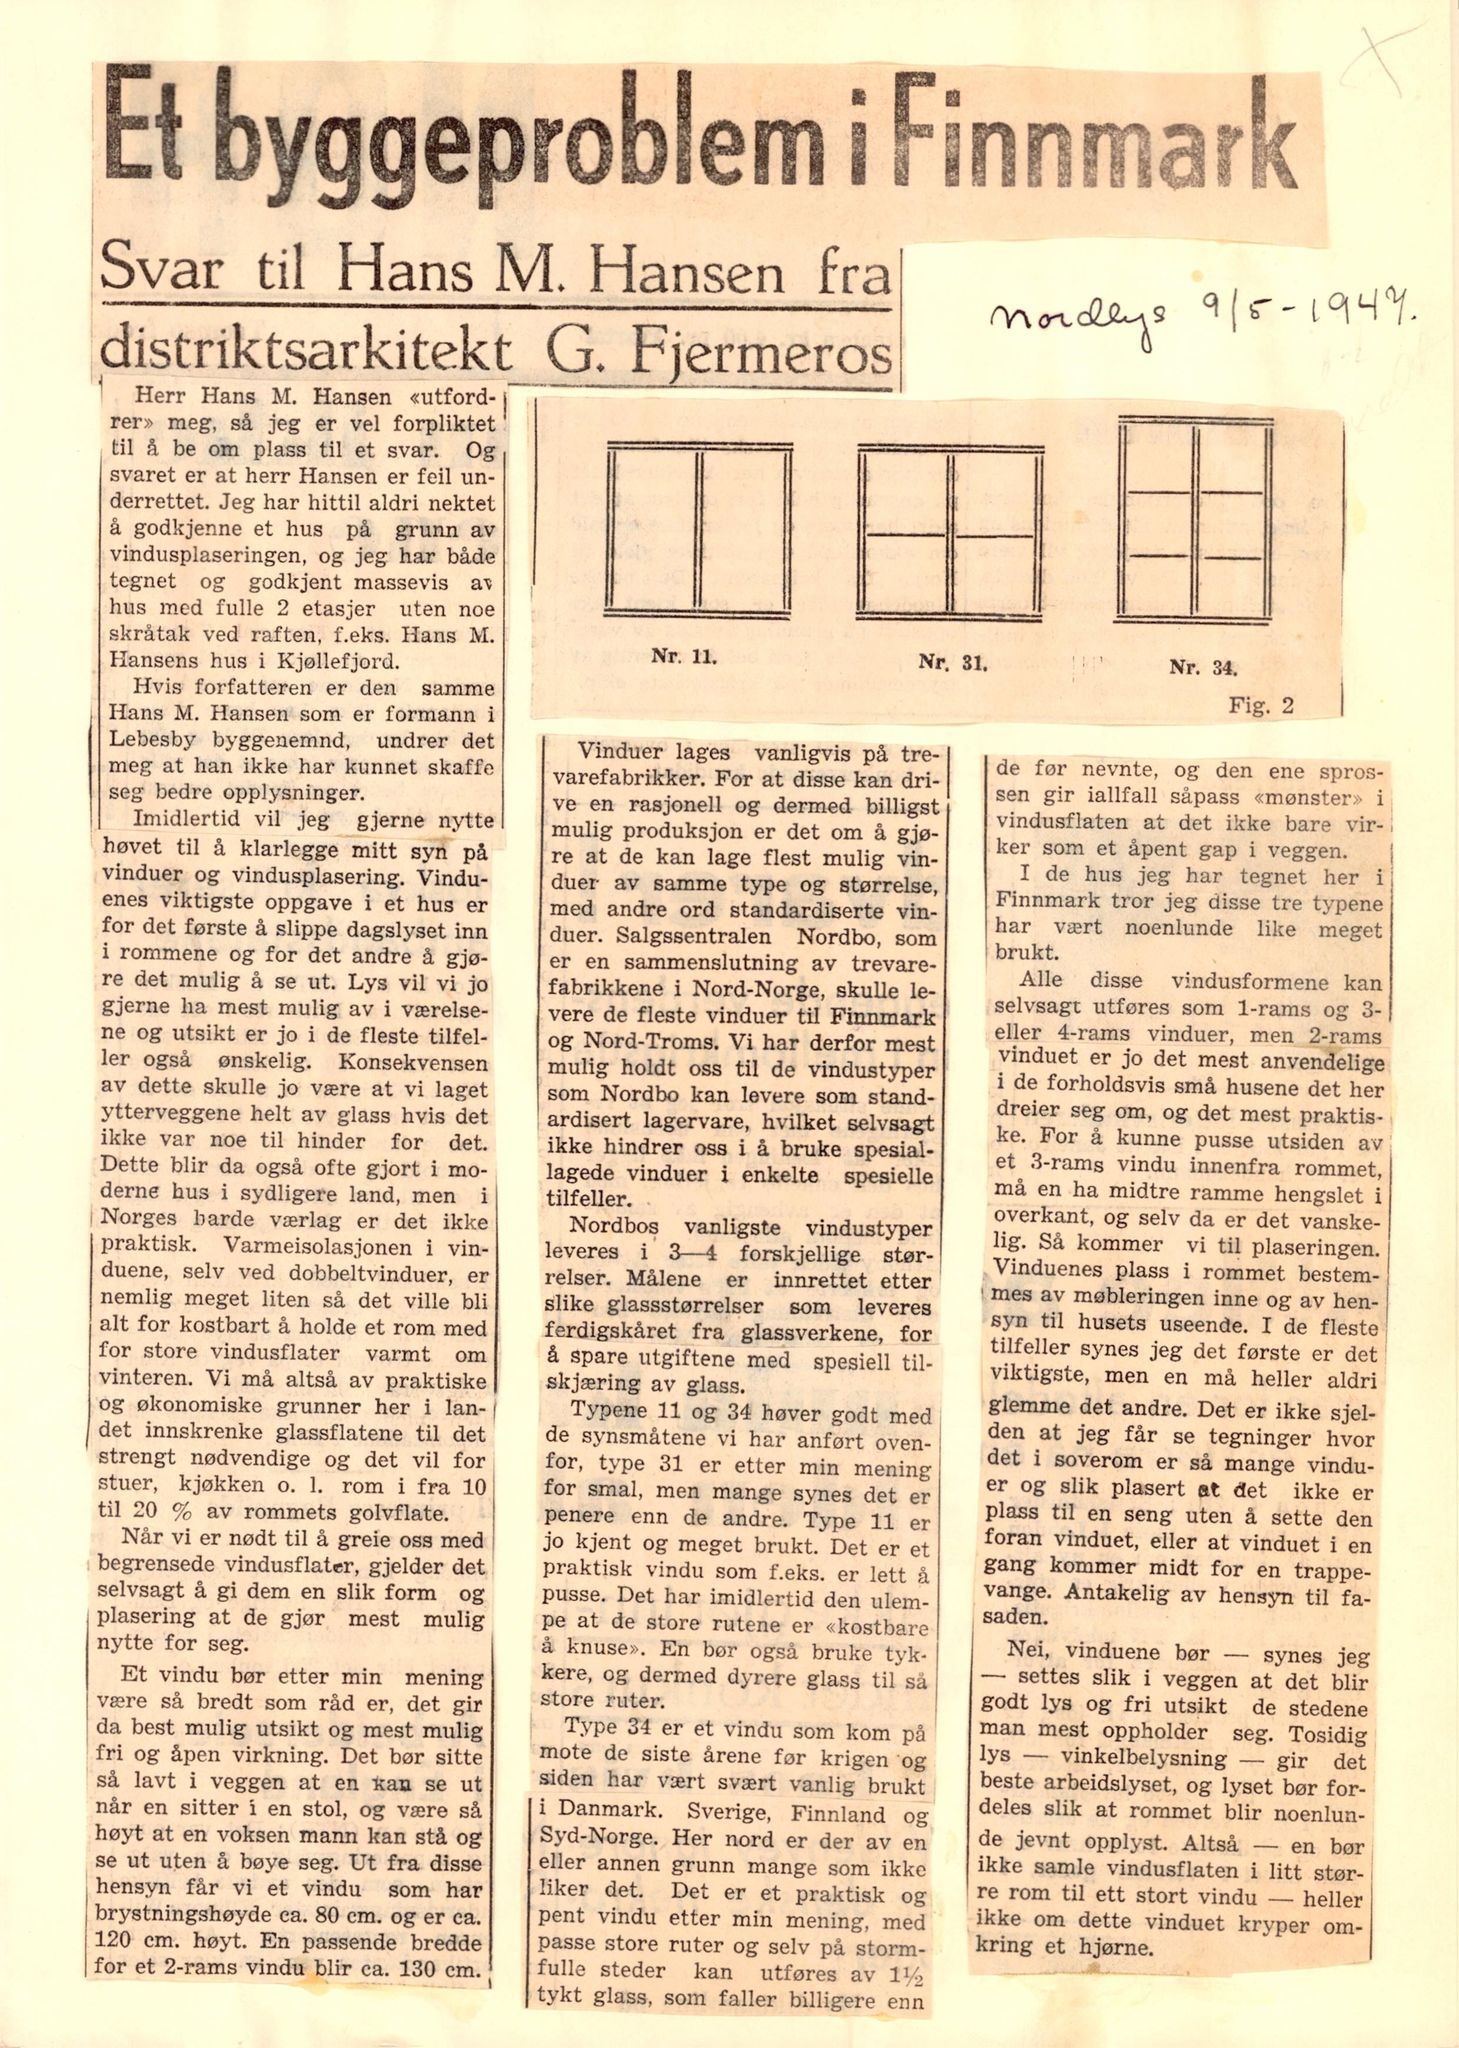 Et byggeproblem i Finnmark
Svar til Hans M. Hansen fra
distriktsarkitekt G. Fjermeros
Nordlys 9/5-1947.
Herr Hans M. Hansen «utford-
rer» meg, så jeg er vel forpliktet
til å be om plass til et svar. Og
svaret er at herr Hansen er feil un-
derrettet. Jeg har hittil aldri nektet
å godkjenne et hus på grunn av
vindusplaseringen, og jeg har både
tegnet og godkjent massevis av
hus med fulle 2 etasjer uten noe
skråtak ved raften, f.eks. Hans M.
Hansens hus i Kjøllefjord.
Hvis forfatteren er den samme
Hans M. Hansen som er formann i
Lebesby byggenemnd, undrer det
meg at han ikke har kunnet skaffe
seg bedre opplysninger.
Imidlertid vil jeg gjerne nytte
høvet til å klarlegge mitt syn på
vinduer og vindusplasering. Vindu-
enes viktigste oppgave i et hus er
for det første å slippe dagslyset inn
i rommene og for det andre å gjø-
re det mulig å se ut. Lys vil vi jo
gjerne ha mest mulig av i værelse-
ne og utsikt er jo i de fleste tilfel-
ler også ønskelig. Konsekvensen
av dette skulle jo være at vi laget
ytterveggene helt av glass hvis det
ikke var noe til hinder for det.
Dette blir da også ofte gjort i mo-
derne hus i sydligere land, men i
Norges harde værlag er det ikke
praktisk. Varmeisolasjonen i vin-
duene, selv ved dobbeltvinduer, er
nemlig meget liten så det ville bli
alt for kostbart å holde et rom med
for store vindusflater varmt om
vinteren. Vi må altså av praktiske
og økonomiske grunner her i lan-
det innskrenke glassflatene til det
strengt nødvendige og det vil for
stuer, kjøkken o. l. rom i fra 10
til 20 % av rommets golvflate.
Når vi er nødt til å greie oss med
begrensede vindusflater, gjelder det
selvsagt å gi dem en slik form og
plasering at de gjør mest mulig
nytte for seg.
Et vindu bør etter min mening
være så bredt som råd er, det gir
da best mulig utsikt og mest mulig
fri og åpen virkning. Det bør sitte
så lavt i veggen at en kan se ut
når en sitter i en stol, og være så
høyt at en voksen mann kan stå og
se ut uten å bøye seg. Ut fra disse
hensyn får vi et vindu som har
brystningshøyde ca. 80 cm. og er ca.
120 cm. høyt. En passende bredde
for et 2-rams vindu blir ca. 130 cm.
Nr. 11.
Nr. 31.
Nr. 34.
Fig. 2
Vinduer lages vanligvis på tre-
varefabrikker. For at disse kan dri-
ve en rasjonell og dermed billigst
mulig produksjon er det om å gjø-
re at de kan lage flest mulig vin-
duer av samme type og størrelse,
med andre ord standardiserte vin-
duer. Salgssentralen Nordbo, som
er en sammenslutning av trevare-
fabrikkene i Nord-Norge, skulle le-
vere de fleste vinduer til Finnmark
og Nord-Troms. Vi har derfor mest
mulig holdt oss til de vindustyper
som Nordbo kan levere som stand-
ardisert lagervare, hvilket selvsagt
ikke hindrer oss i å bruke spesial-
lagede vinduer i enkelte spesielle
tilfeller.
Nordbos vanligste vindustyper
leveres i 3—4 forskjellige stør-
relser. Målene er innrettet etter
slike glassstørrelser som leveres
ferdigskåret fra glassverkene, for
å spare utgiftene med spesiell til-
skjæring av glass.
Typene 11 og 34 høver godt med
de synsmåtene vi har anført oven-
for, type 31 er etter min mening
for smal, men mange synes det er
penere enn de andre. Type 11 er
jo kjent og meget brukt. Det er et
praktisk vindu som f.eks. er lett å
pusse. Det har imidlertid den ulem-
pe at de store rutene er «kostbare
å knuse». En bør også bruke tyk-
kere, og dermed dyrere glass til så
store ruter.
Type 34 er et vindu som kom på
mote de siste årene før krigen og
siden har vært svært vanlig brukt
i Danmark. Sverige, Finnland og
Syd-Norge. Her nord er der av en
eller annen grunn mange som ikke
liker det. Det er et praktisk og
pent vindu etter min mening, med
passe store ruter og selv på storm-
fulle steder kan utføres av 1½
tykt glass, som faller billigere enn
de før nevnte, og den ene spros-
sen gir iallfall såpass «mønster» i
vindusflaten at det ikke bare vir-
ker som et åpent gap i veggen.
I de hus jeg har tegnet her i
Finnmark tror jeg disse tre typene
har vært noenlunde like meget
brukt.
Alle disse vindusformene kan
selvsagt utføres som 1-rams og 3-
eller 4-rams vinduer, men 2-rams
vinduet er jo det mest anvendelige
i de forholdsvis små husene det her
dreier seg om, og det mest praktis-
ke. For å kunne pusse utsiden av
et 3-rams vindu innenfra rommet,
må en ha midtre ramme hengslet i
overkant, og selv da er det vanske-
lig. Så kommer vi til plaseringen.
Vinduenes plass i rommet bestem-
mes av møbleringen inne og av hen-
syn til husets useende. I de fleste
tilfeller synes jeg det første er det
viktigste, men en må heller aldri
glemme det andre. Det er ikke sjel-
den at jeg får se tegninger hvor
det i soverom er så mange vindu-
er og slik plasert at det ikke er
plass til en seng uten å sette den
foran vinduet, eller at vinduet i en
gang kommer midt for en trappe-
vange. Antakelig av hensyn til fa-
saden.
Nei, vinduene bør — synes jeg
— settes slik i veggen at det blir
godt lys og fri utsikt de stedene
man mest oppholder seg. Tosidig
lys — vinkelbelysning — gir det
beste arbeidslyset, og lyset bør for-
deles slik at rommet blir noenlun-
de jevnt opplyst. Altså — en bør
ikke samle vindusflaten i litt stør-
re rom til ett stort vindu — heller
ikke om dette vinduet kryper om-
kring et hjørne.